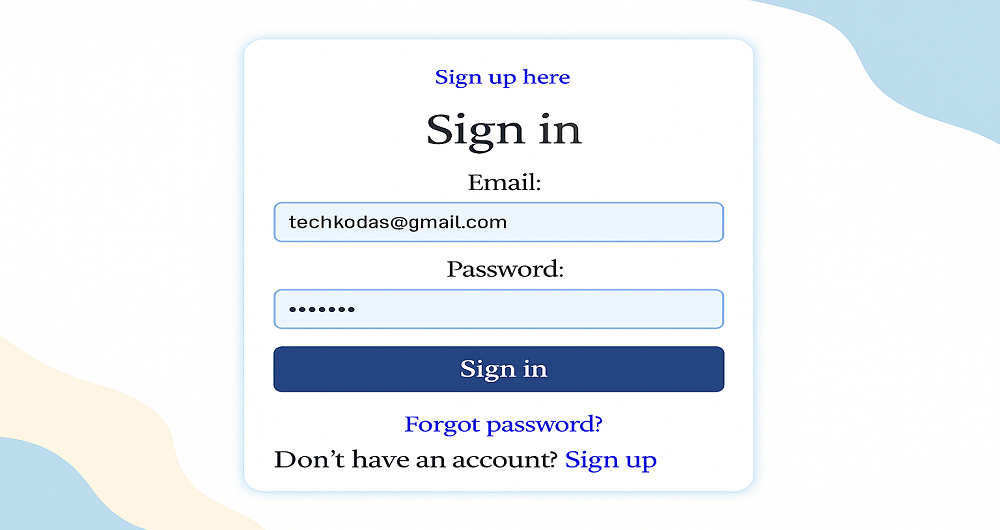 Sign up here
Sign in
Email:
techkodas@gmail.com
Password:
•••••••
Sign in
Forgot password?
Don’t have an account? Sign up